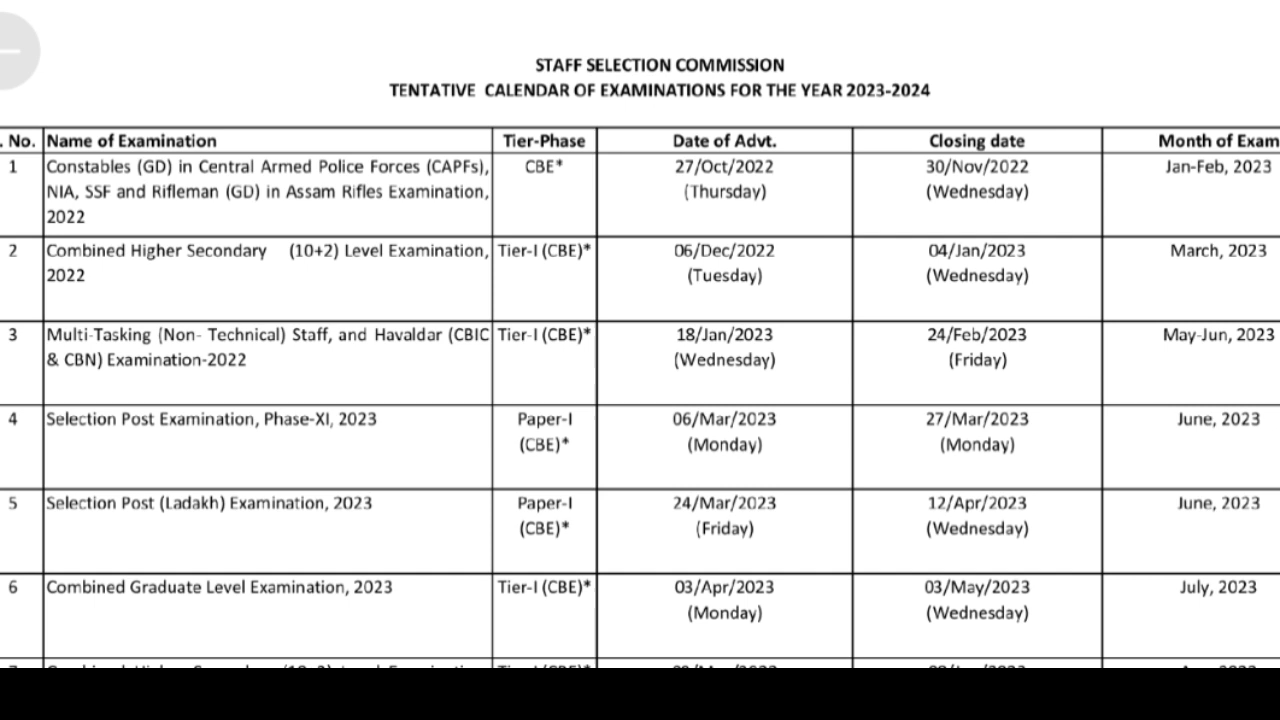 STAFF SELECTION COMMISSION
TENTATIVE CALENDAR OF EXAMINATIONS FOR THE YEAR 2023-2024
. No. Name of Examination Tier-Phase Date of Advt. Closing date Month of Exam
1 Constables (GD) in Central Armed Police Forces (CAPFs), CBE* 27/Oct/2022 30/Nov/2022 Jan-Feb, 2023
NIA, SSF and Rifleman (GD) in Assam Rifles Examination, (Thursday) (Wednesday)
2022
2 Combined Higher Secondary (10+2) Level Examination, Tier-I (CBE)* 06/Dec/2022 04/Jan/2023 March, 2023
2022 (Tuesday) (Wednesday)
3 Multi-Tasking (Non- Technical) Staff, and Havaldar (CBIC Tier-I (CBE)* 18/Jan/2023 24/Feb/2023 May-Jun, 2023
& CBN) Examination-2022 (Wednesday) (Friday)
4 Selection Post Examination, Phase-XI, 2023 Paper-I 06/Mar/2023 27/Mar/2023 June, 2023
(CBE)* (Monday) (Monday)
5 Selection Post (Ladakh) Examination, 2023 Paper-I 24/Mar/2023 12/Apr/2023 June, 2023
(CBE)* (Friday) (Wednesday)
6 Combined Graduate Level Examination, 2023 Tier-I (CBE)* 03/Apr/2023 03/May/2023 July, 2023
(Monday) (Wednesday)